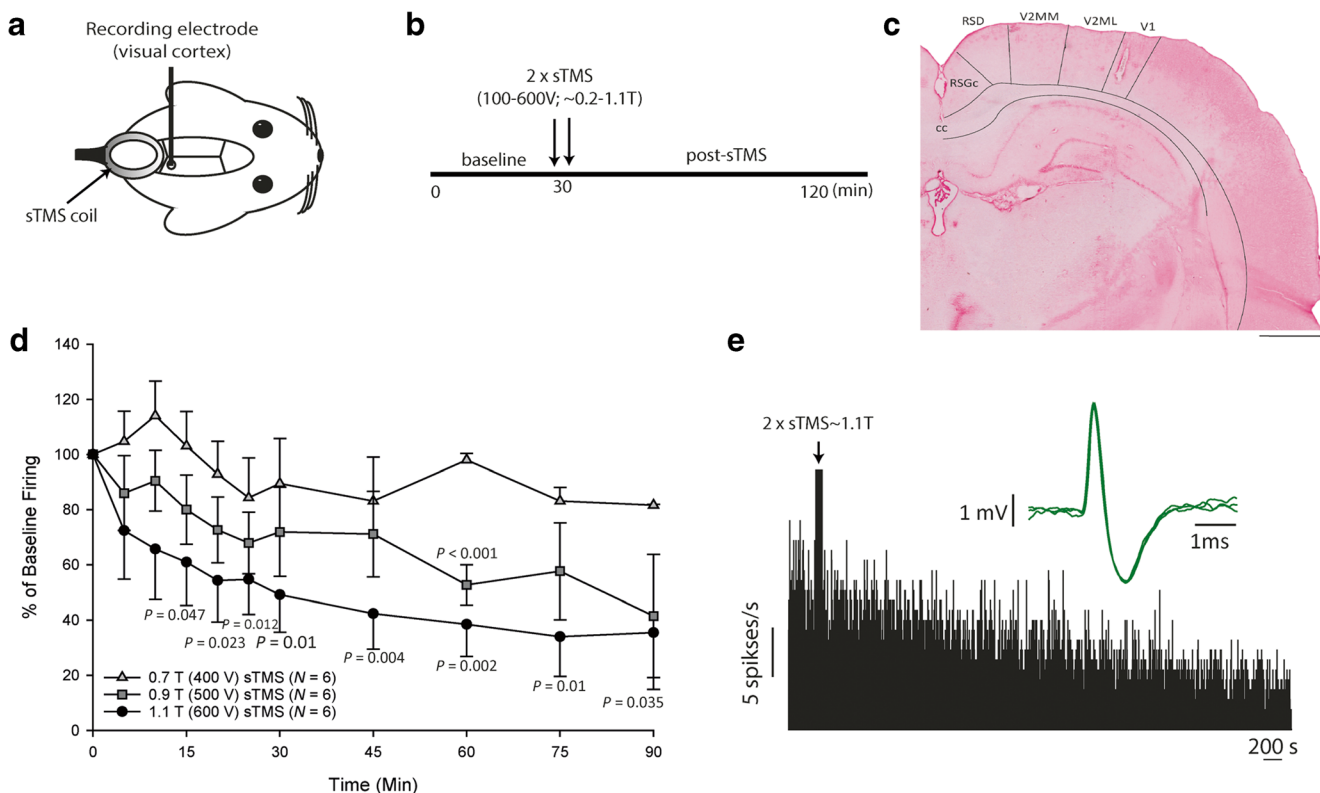 a
Recording electrode
(visual cortex)
sTMS coil
b
2 x sTMS
(100-600V; ~0.2-1.1T)
baseline
post-sTMS
0
30
120 (min)
c
RSD
V2MM
V2ML
V1
RSGc
cc
d
% of Baseline Firing
140
120
100
80
60
40
20
0
P < 0.001
P = 0.047
P = 0.012
P = 0.023
P = 0.01
P = 0.004
P = 0.002
P = 0.01
P = 0.035
0.7 T (400 V) sTMS (N = 6)
0.9 T (500 V) sTMS (N = 6)
1.1 T (600 V) sTMS (N = 6)
0 15 30 45 60 75 90
Time (Min)
e
2 x sTMS~1.1T
1 mV
1ms
5 spikses/s
200 s